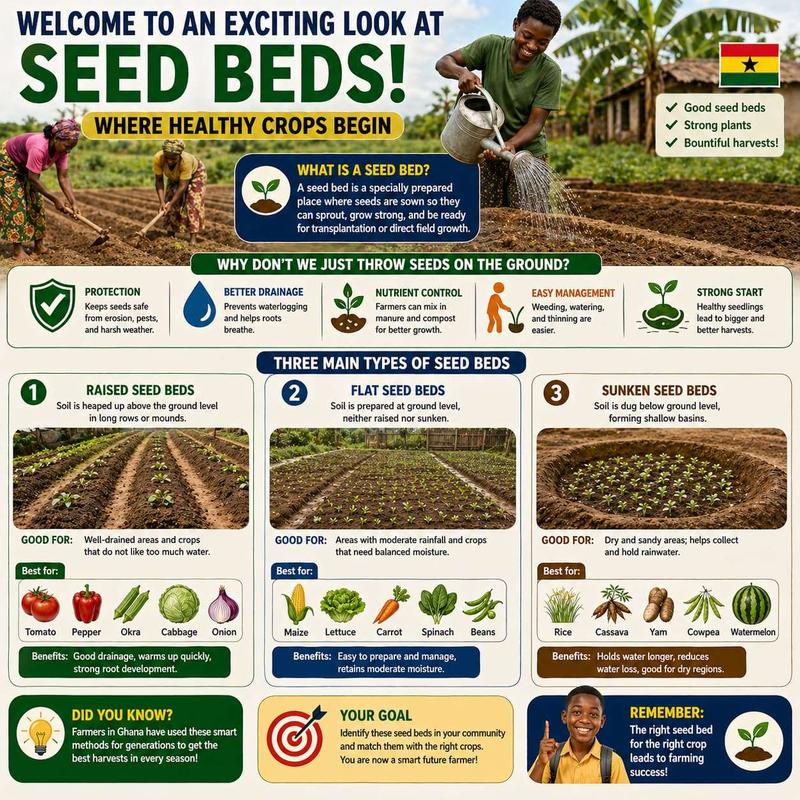 WELCOME TO AN EXCITING LOOK AT
SEED BEDS!
WHERE HEALTHY CROPS BEGIN
Good seed beds
Strong plants
Bountiful harvests!
WHAT IS A SEED BED?
A seed bed is a specially prepared
place where seeds are sown so they
can sprout, grow strong, and be ready
for transplantation or direct field growth.
WHY DON'T WE JUST THROW SEEDS ON THE GROUND?
PROTECTION
Keeps seeds safe
from erosion, pests,
and harsh weather.
BETTER DRAINAGE
Prevents waterlogging
and helps roots
breathe.
NUTRIENT CONTROL
Farmers can mix in
manure and compost
for better growth.
EASY MANAGEMENT
Weeding, watering,
and thinning are
easier.
STRONG START
Healthy seedlings
lead to bigger and
better harvests.
THREE MAIN TYPES OF SEED BEDS
1 RAISED SEED BEDS
Soil is heaped up above the ground level
in long rows or mounds.
GOOD FOR: Well-drained areas and crops
that do not like too much water.
Best for:
Tomato Pepper Okra Cabbage Onion
Benefits: Good drainage, warms up quickly,
strong root development.
2 FLAT SEED BEDS
Soil is prepared at ground level,
neither raised nor sunken.
GOOD FOR: Areas with moderate rainfall and crops
that need balanced moisture.
Best for:
Maize Lettuce Carrot Spinach Beans
Benefits: Easy to prepare and manage,
retains moderate moisture.
3 SUNKEN SEED BEDS
Soil is dug below ground level,
forming shallow basins.
GOOD FOR: Dry and sandy areas; helps collect
and hold rainwater.
Best for:
Rice Cassava Yam Cowpea Watermelon
Benefits: Holds water longer, reduces
water loss, good for dry regions.
DID YOU KNOW?
Farmers in Ghana have used these smart
methods for generations to get the
best harvests in every season!
YOUR GOAL
Identify these seed beds in your community
and match them with the right crops.
You are now a smart future farmer!
REMEMBER:
The right seed bed
for the right crop
leads to farming
success!